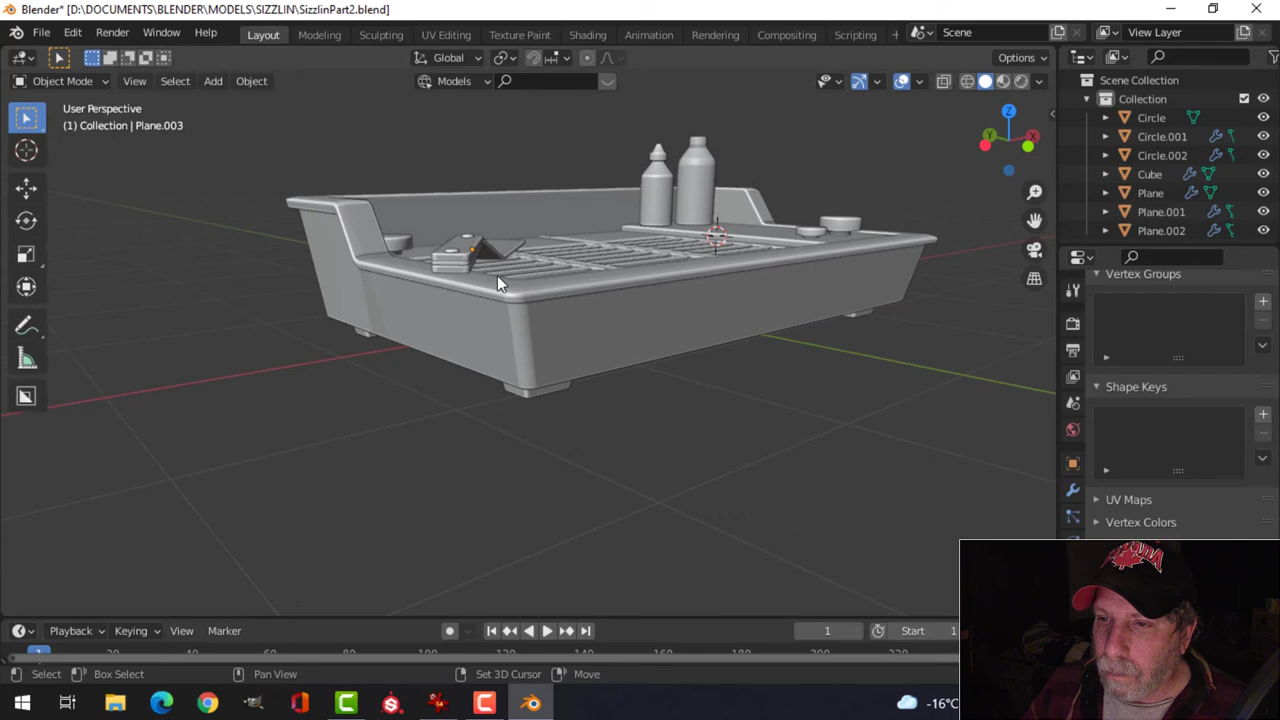 Blender* [D:\DOCUMENTS\BLENDER\MODELS\SIZZLIN\SizzlinPart2.blend]
File Edit Render Window Help Layout Modeling Sculpting UV Editing Texture Paint Shading Animation Rendering Compositing Scripting + Scene View Layer
Global Options
Object Mode View Select Add Object Models
User Perspective
(1) Collection | Plane.003
Z
Y
X
Scene Collection
Collection
Circle
Circle.001
Circle.002
Cube
Plane
Plane.001
Plane.002
Vertex Groups
Shape Keys
UV Maps
Vertex Colors
Playback Keying View Marker 1 Start 1
Select Box Select Pan View Set 3D Cursor Move
-16°C